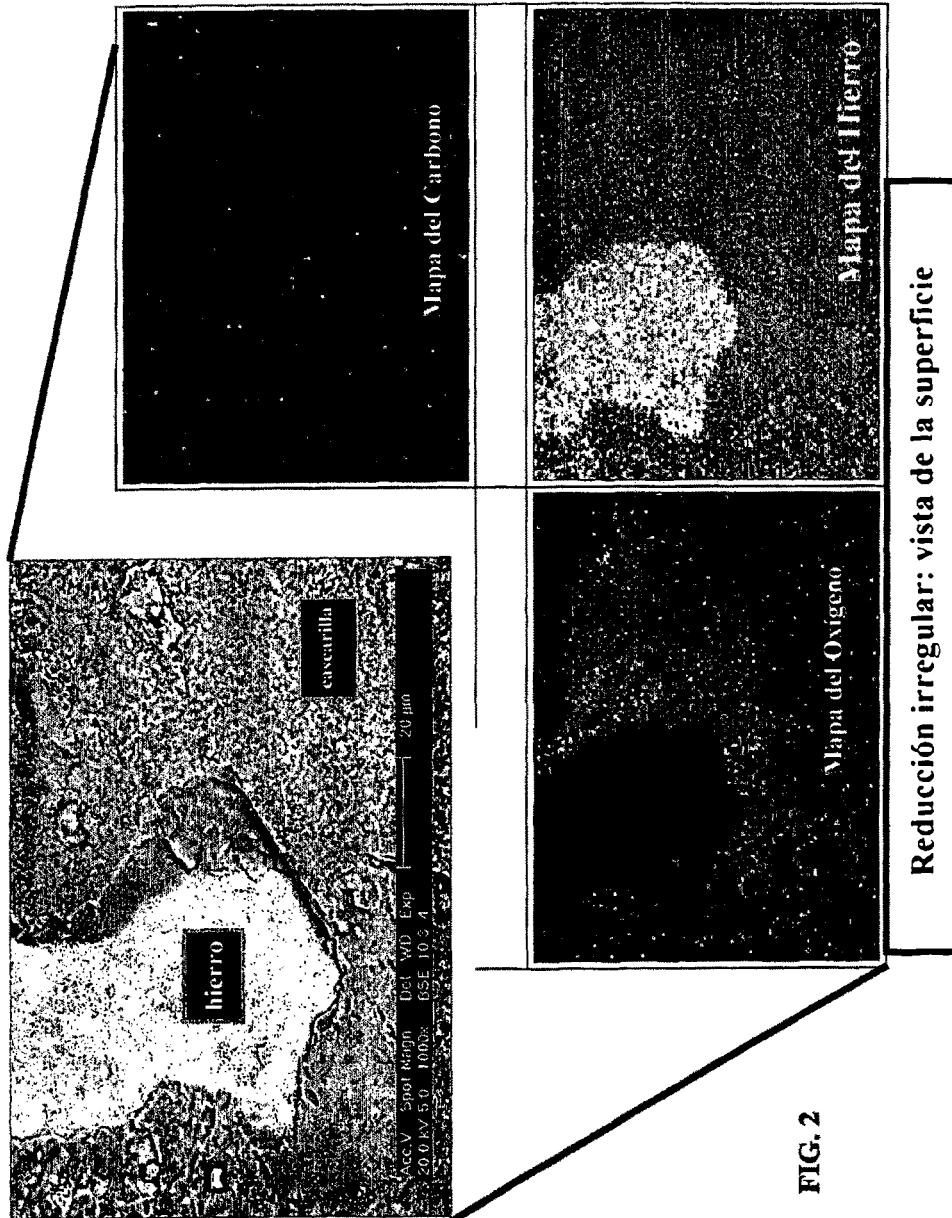 hierro
cascarilla
Acc.V Spot Magn Det WD Exp
20.0 kV 5.0 1000x BSE 10.3 4
20 µm
Mapa del Carbono
Mapa del Oxígeno
Mapa del Hierro
Reducción irregular: vista de la superficie
FIG. 2